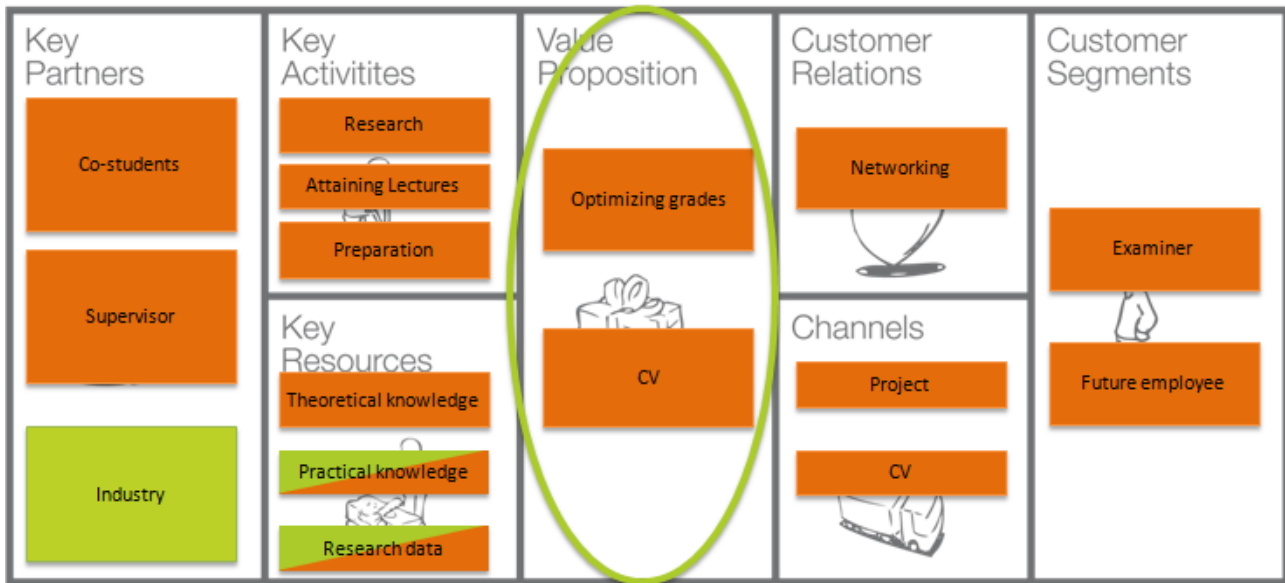 Key
Partners
Co-students
Supervisor
Industry
Key
Activitites
Research
Attaining Lectures
Preparation
Key
Resources
Theoretical knowledge
Practical knowledge
Research data
Value
Proposition
Optimizing grades
CV
Customer
Relations
Networking
Channels
Project
CV
Customer
Segments
Examiner
Future employee